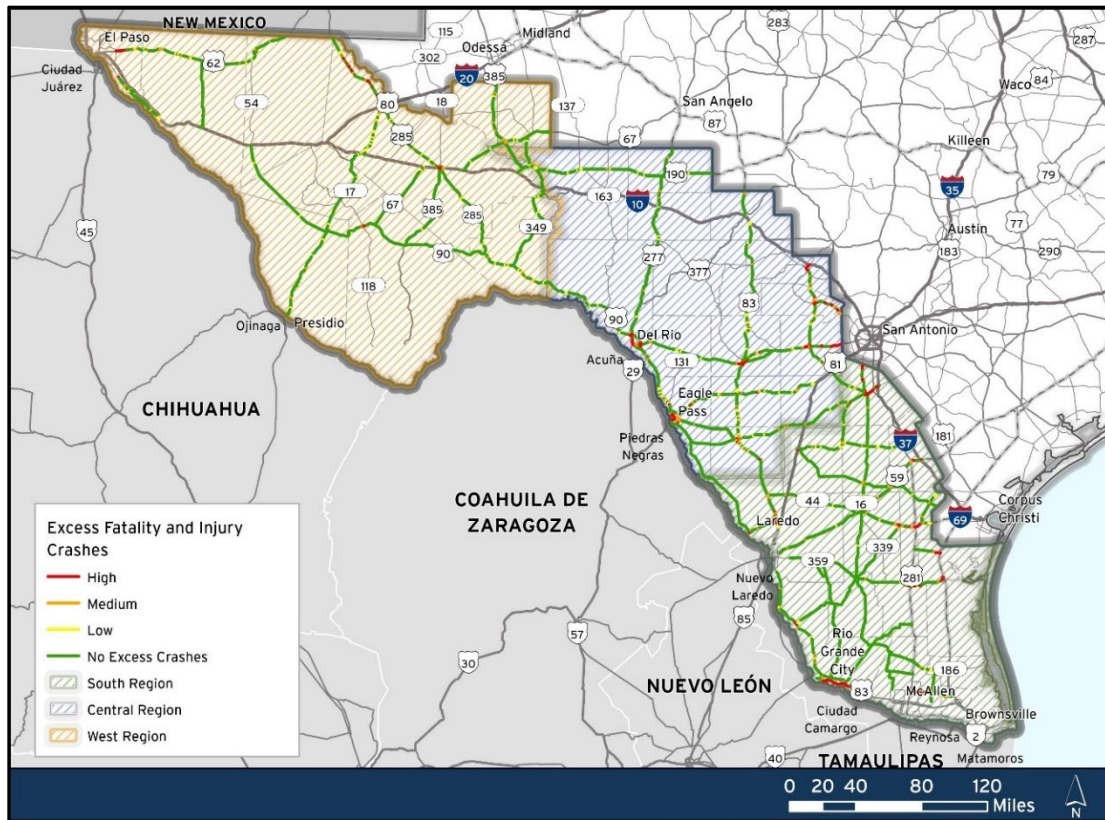 NEW MEXICO
El Paso
Ciudad
Juárez
62
54
115
302
Odessa
Midland
20
385
18
80
137
283
287
84
Waco
San Angelo
87
67
Killeen
285
190
163
10
79
35
17
67
385
285
349
90
118
277
377
83
Austin
77
183
290
45
Ojinaga
Presidio
90
Del Rio
Acuña
29
131
San Antonio
81
Eagle
Pass
Piedras
Negras
CHIHUAHUA
COAHUILA DE
ZARAGOZA
37
181
59
Corpus
Christi
44
16
69
Laredo
339
359
281
Nuevo
Laredo
85
57
30
Rio
Grande
City
186
NUEVO LEÓN
83
McAllen
Ciudad
Camargo
Brownsville
Reynosa
2
Matamoros
40
TAMAULIPAS
Excess Fatality and Injury
Crashes
High
Medium
Low
No Excess Crashes
South Region
Central Region
West Region
0 20 40 80 120
Miles
N